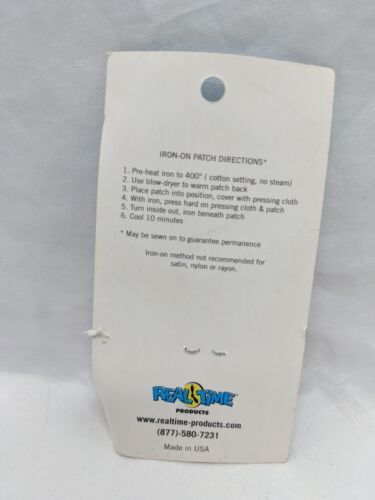 IRON-ON PATCH DIRECTIONS*
1. Pre-heat iron to 400° ( cotton setting, no steam)
2. Use blow-dryer to warm patch back
3. Place patch into position, cover with pressing cloth
4. With iron, press hard on pressing cloth & patch
5. Turn inside out, iron beneath patch
6. Cool 10 minutes
* May be sewn on to guarantee permanence
Iron-on method not recommended for
satin, nylon or rayon.
REAL TIME
PRODUCTS
www.realtime-products.com
(877)-580-7231
Made in USA